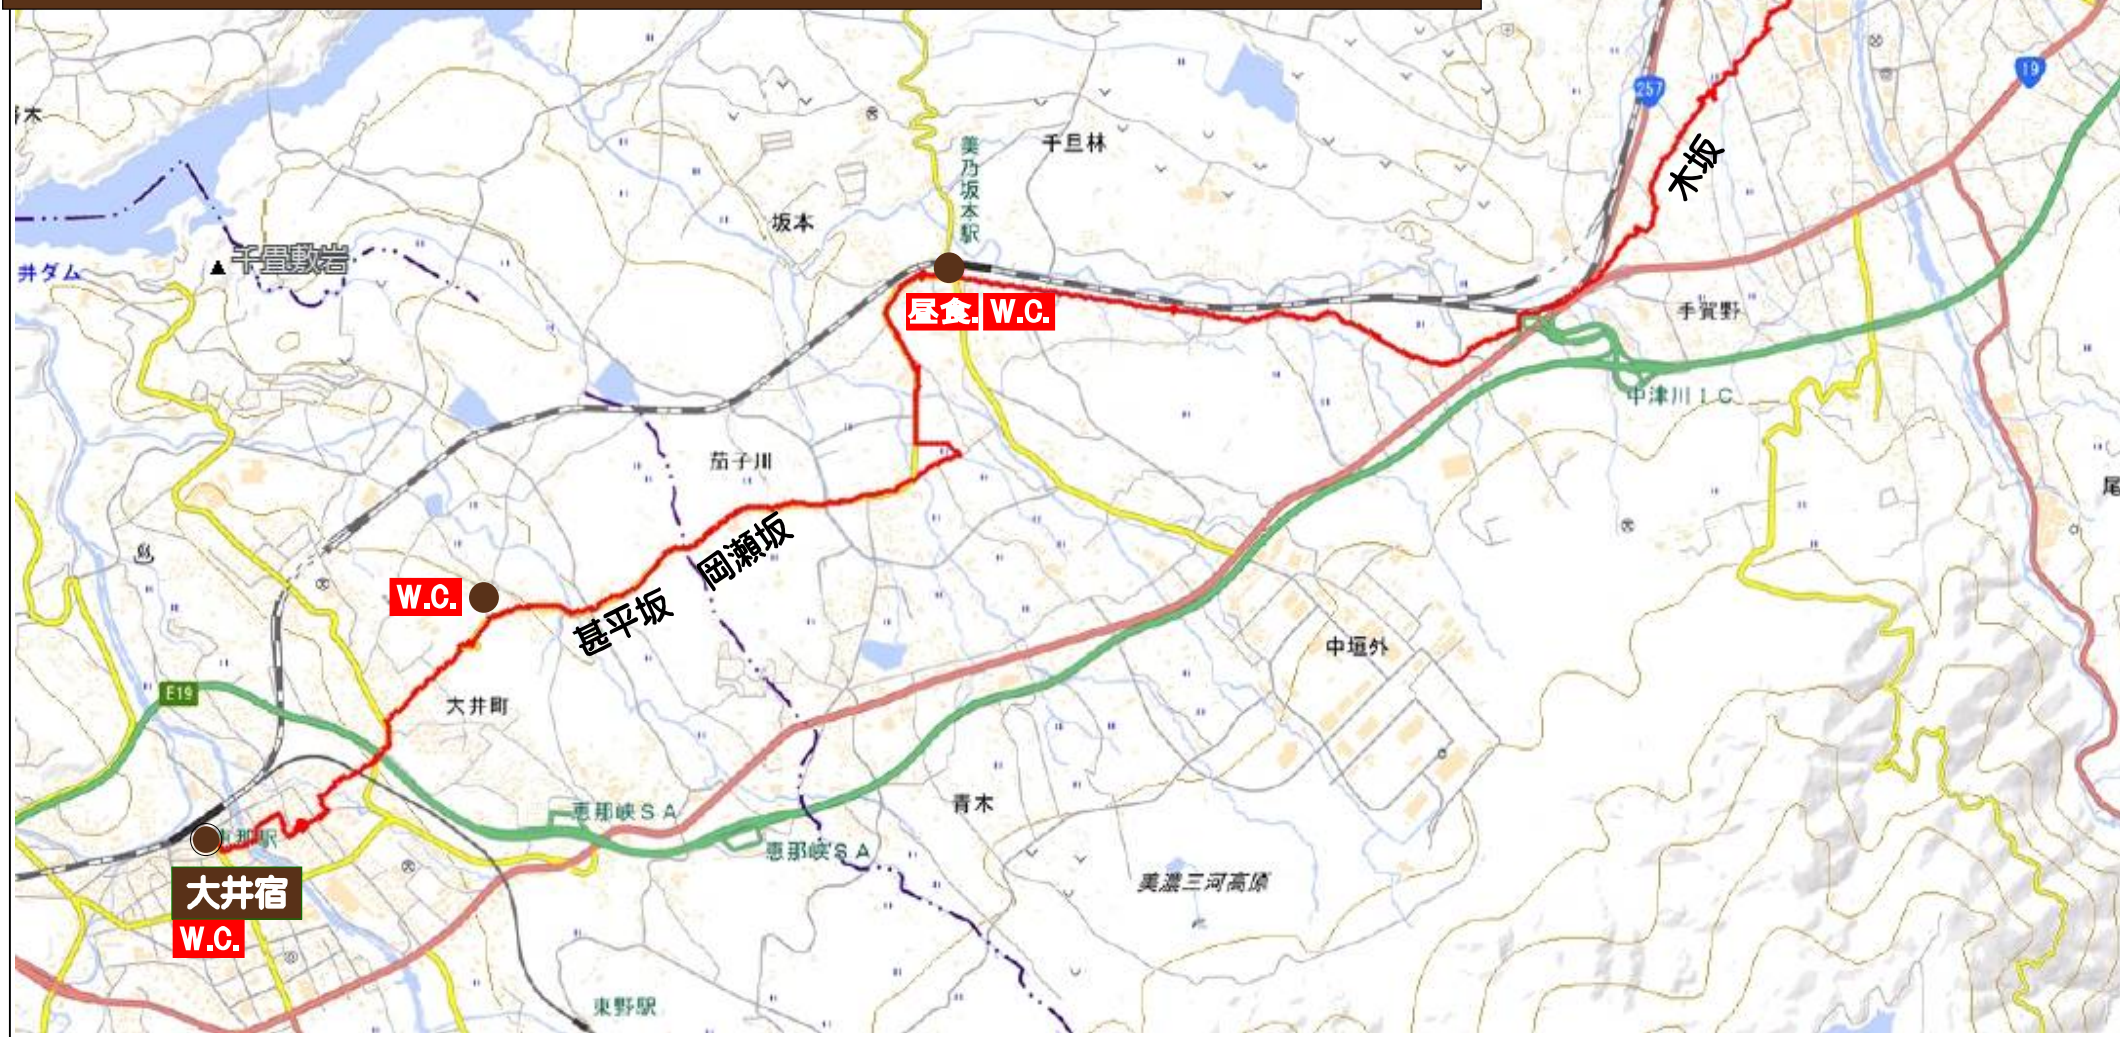 257
19
木坂
千旦林
美乃坂本駅
坂本
千畳敷岩
井ダム
昼食.
W.C.
手賀野
中津川IC
茄子川
岡瀬坂
甚平坂
W.C.
中垣外
E19
大井町
恵那峡SA
恵那峡SA
青木
恵那駅
大井宿
W.C.
美濃三河高原
東野駅
尾